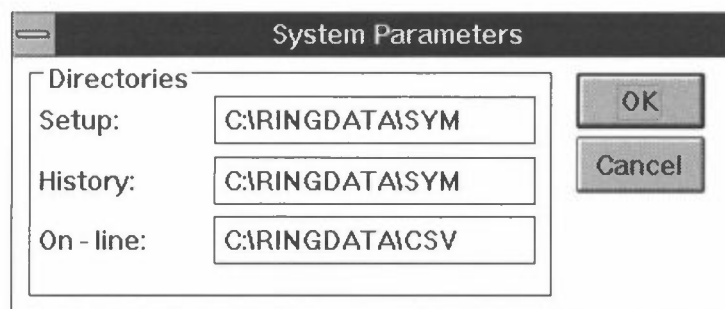 System Parameters
Directories
Setup: C:\RINGDATA\SYM
History: C:\RINGDATA\SYM
On - line: C:\RINGDATA\CSV
OK
Cancel